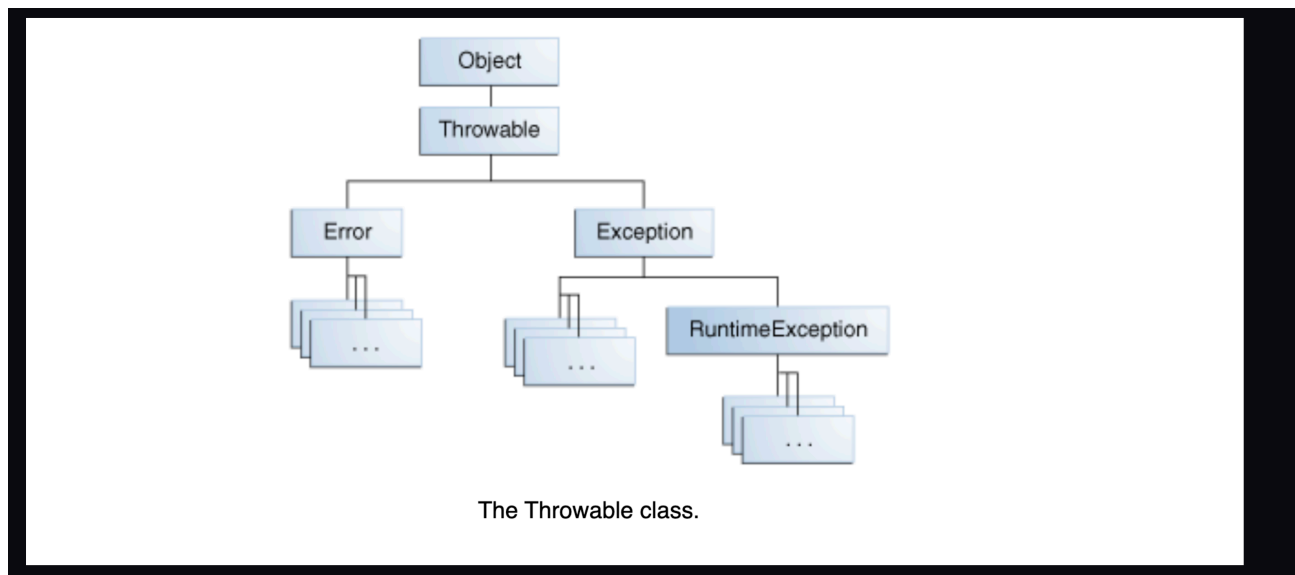 Object
Throwable
Error
Exception
RuntimeException
...
...
...
The Throwable class.